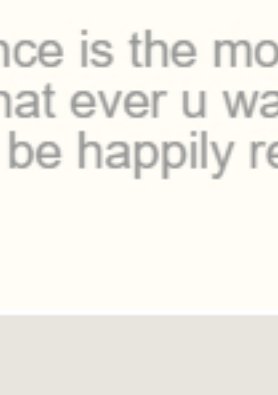 nce is the mo
hat ever u wa
be happily re